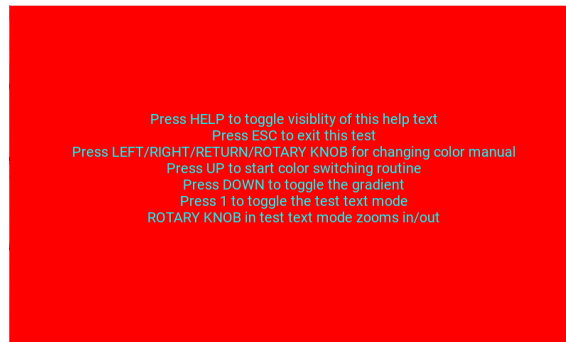 Press HELP to toggle visiblity of this help text
Press ESC to exit this test
Press LEFT/RIGHT/RETURN/ROTARY KNOB for changing color manual
Press UP to start color switching routine
Press DOWN to toggle the gradient
Press 1 to toggle the test text mode
ROTARY KNOB in test text mode zooms in/out